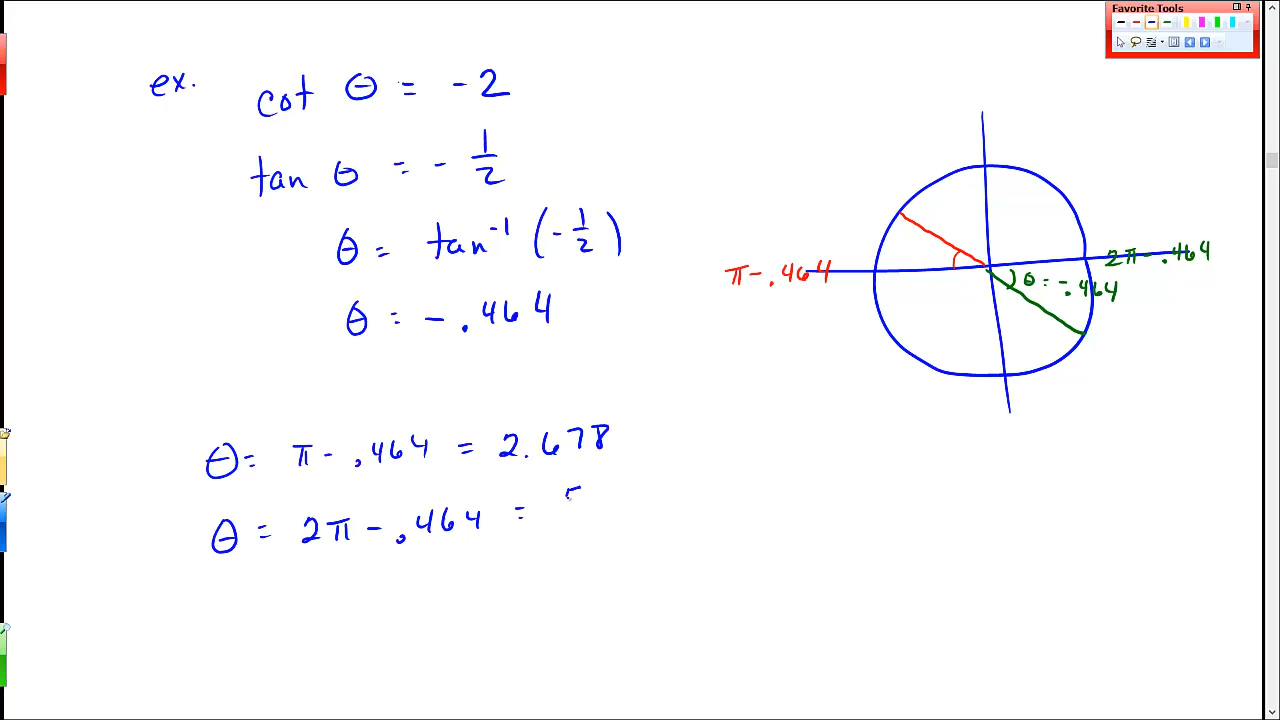 Favorite Tools
ex. cot θ = -2
tan θ = - 1/2
θ = tan⁻¹ (- 1/2)
θ = - .464
π - .464
2π - .464
θ = - .464
θ = π - .464 = 2.678
θ = 2π - .464 = 5